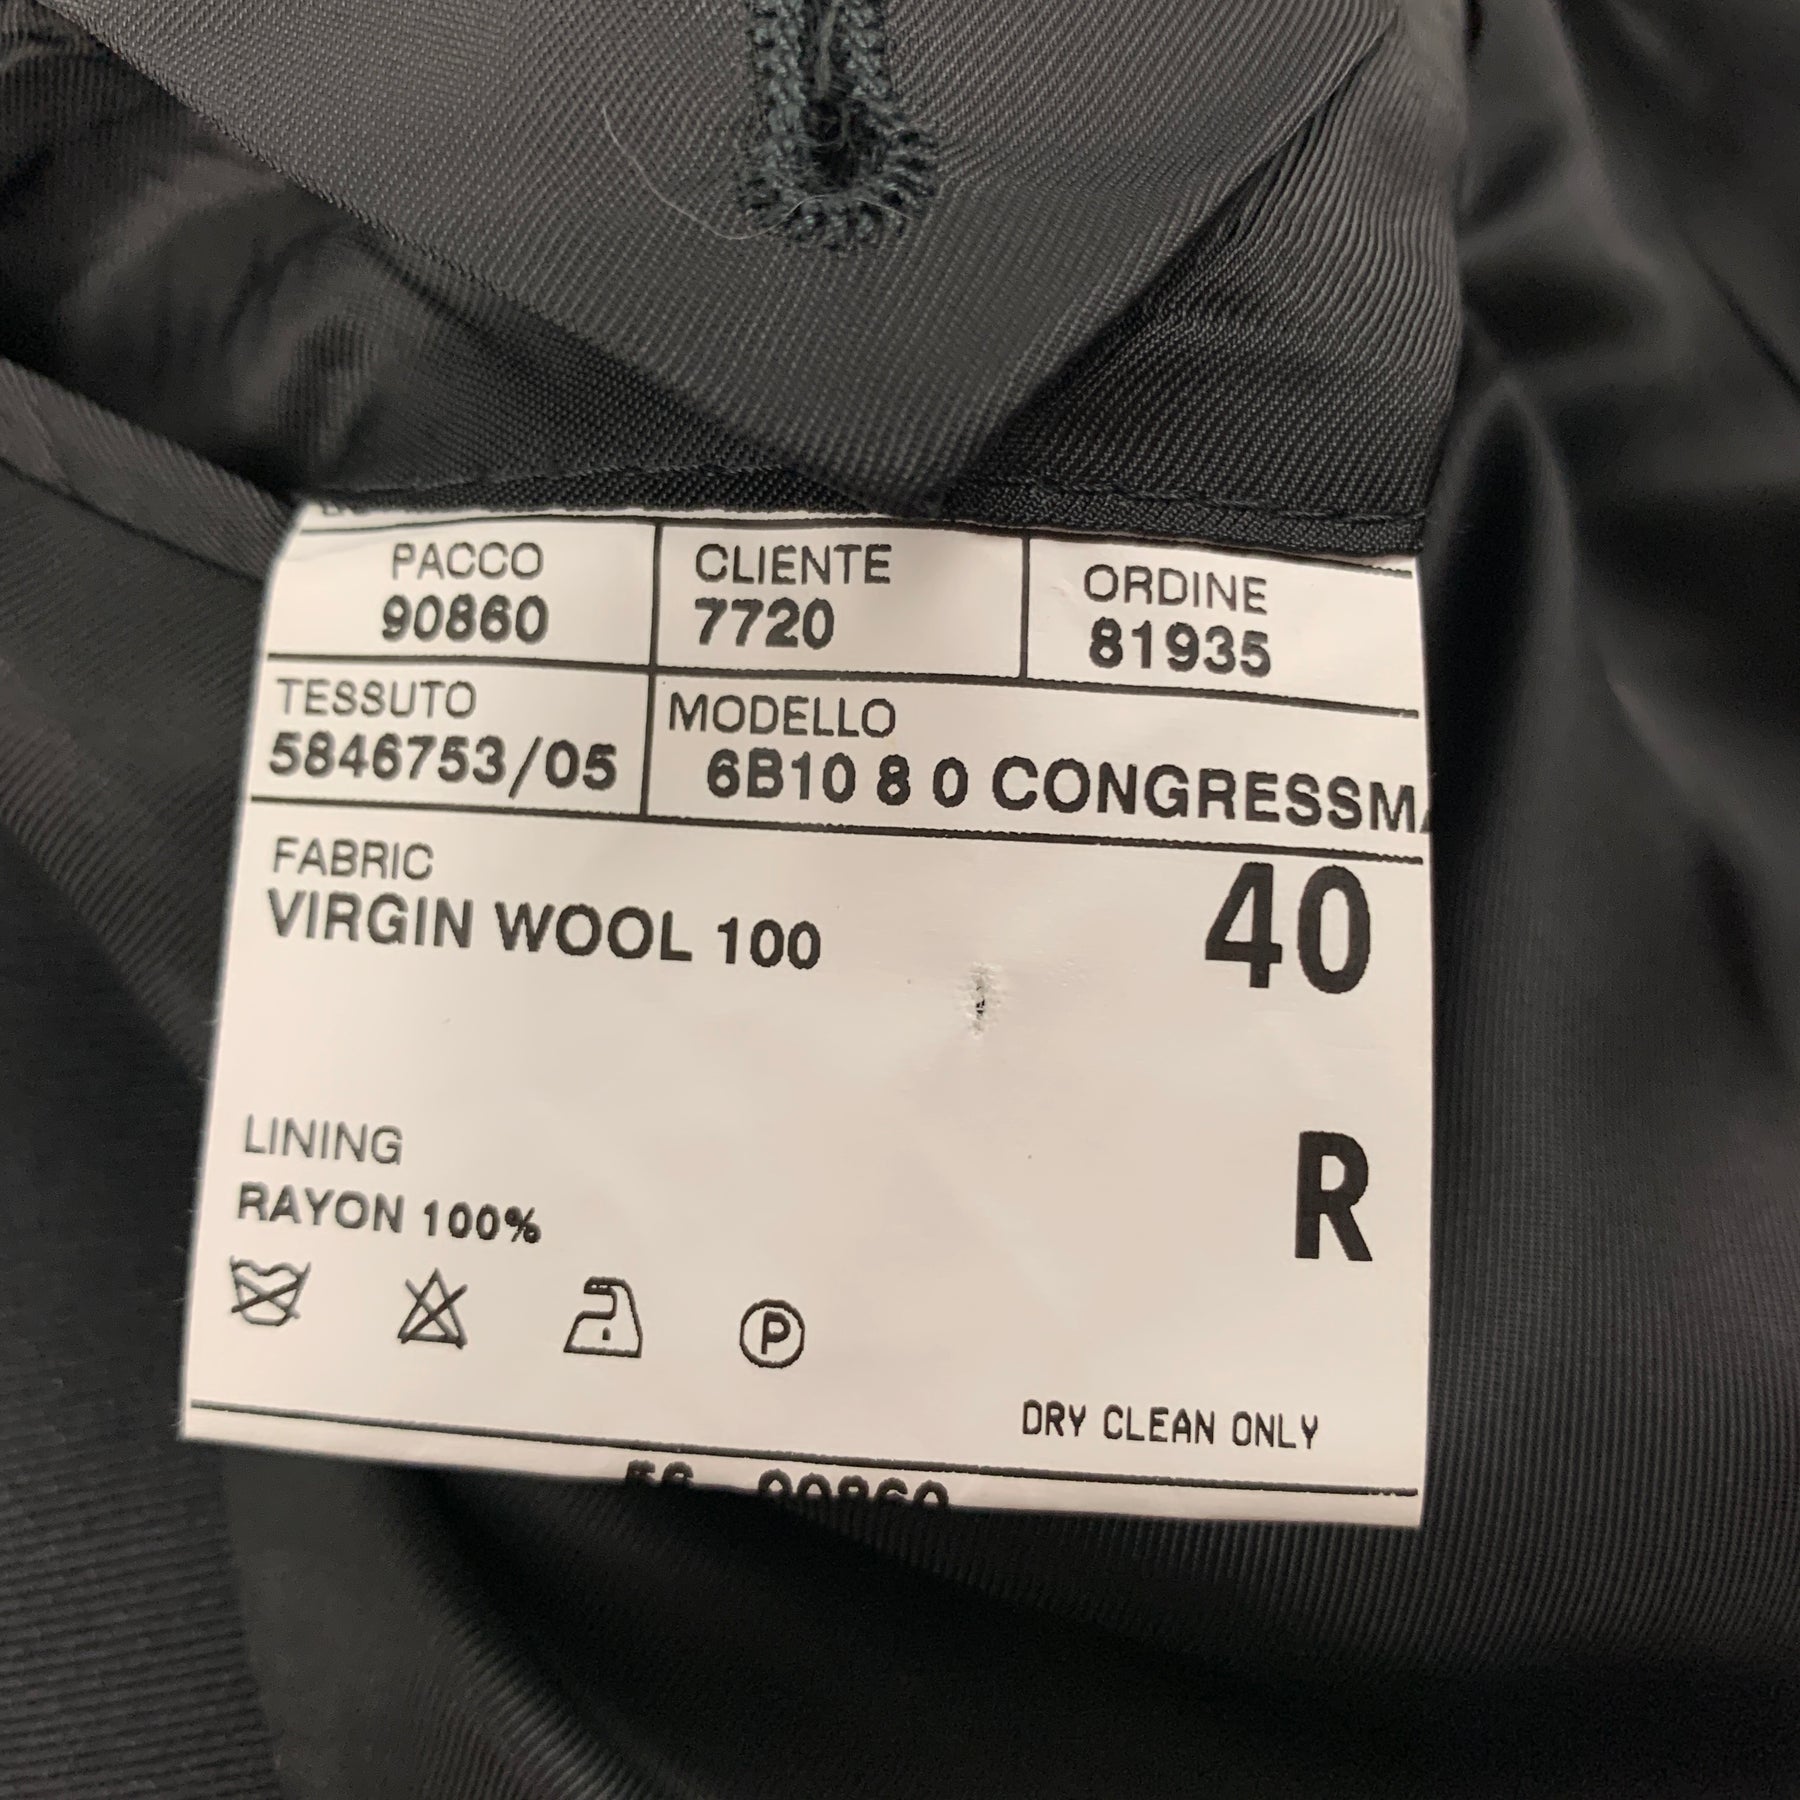 PACCO CLIENTE ORDINE
90860 7720 81935
TESSUTO MODELLO
5846753/05 6B10 8 0 CONGRESSM
FABRIC
VIRGIN WOOL 100 40
LINING R
RAYON 100%
P
DRY CLEAN ONLY